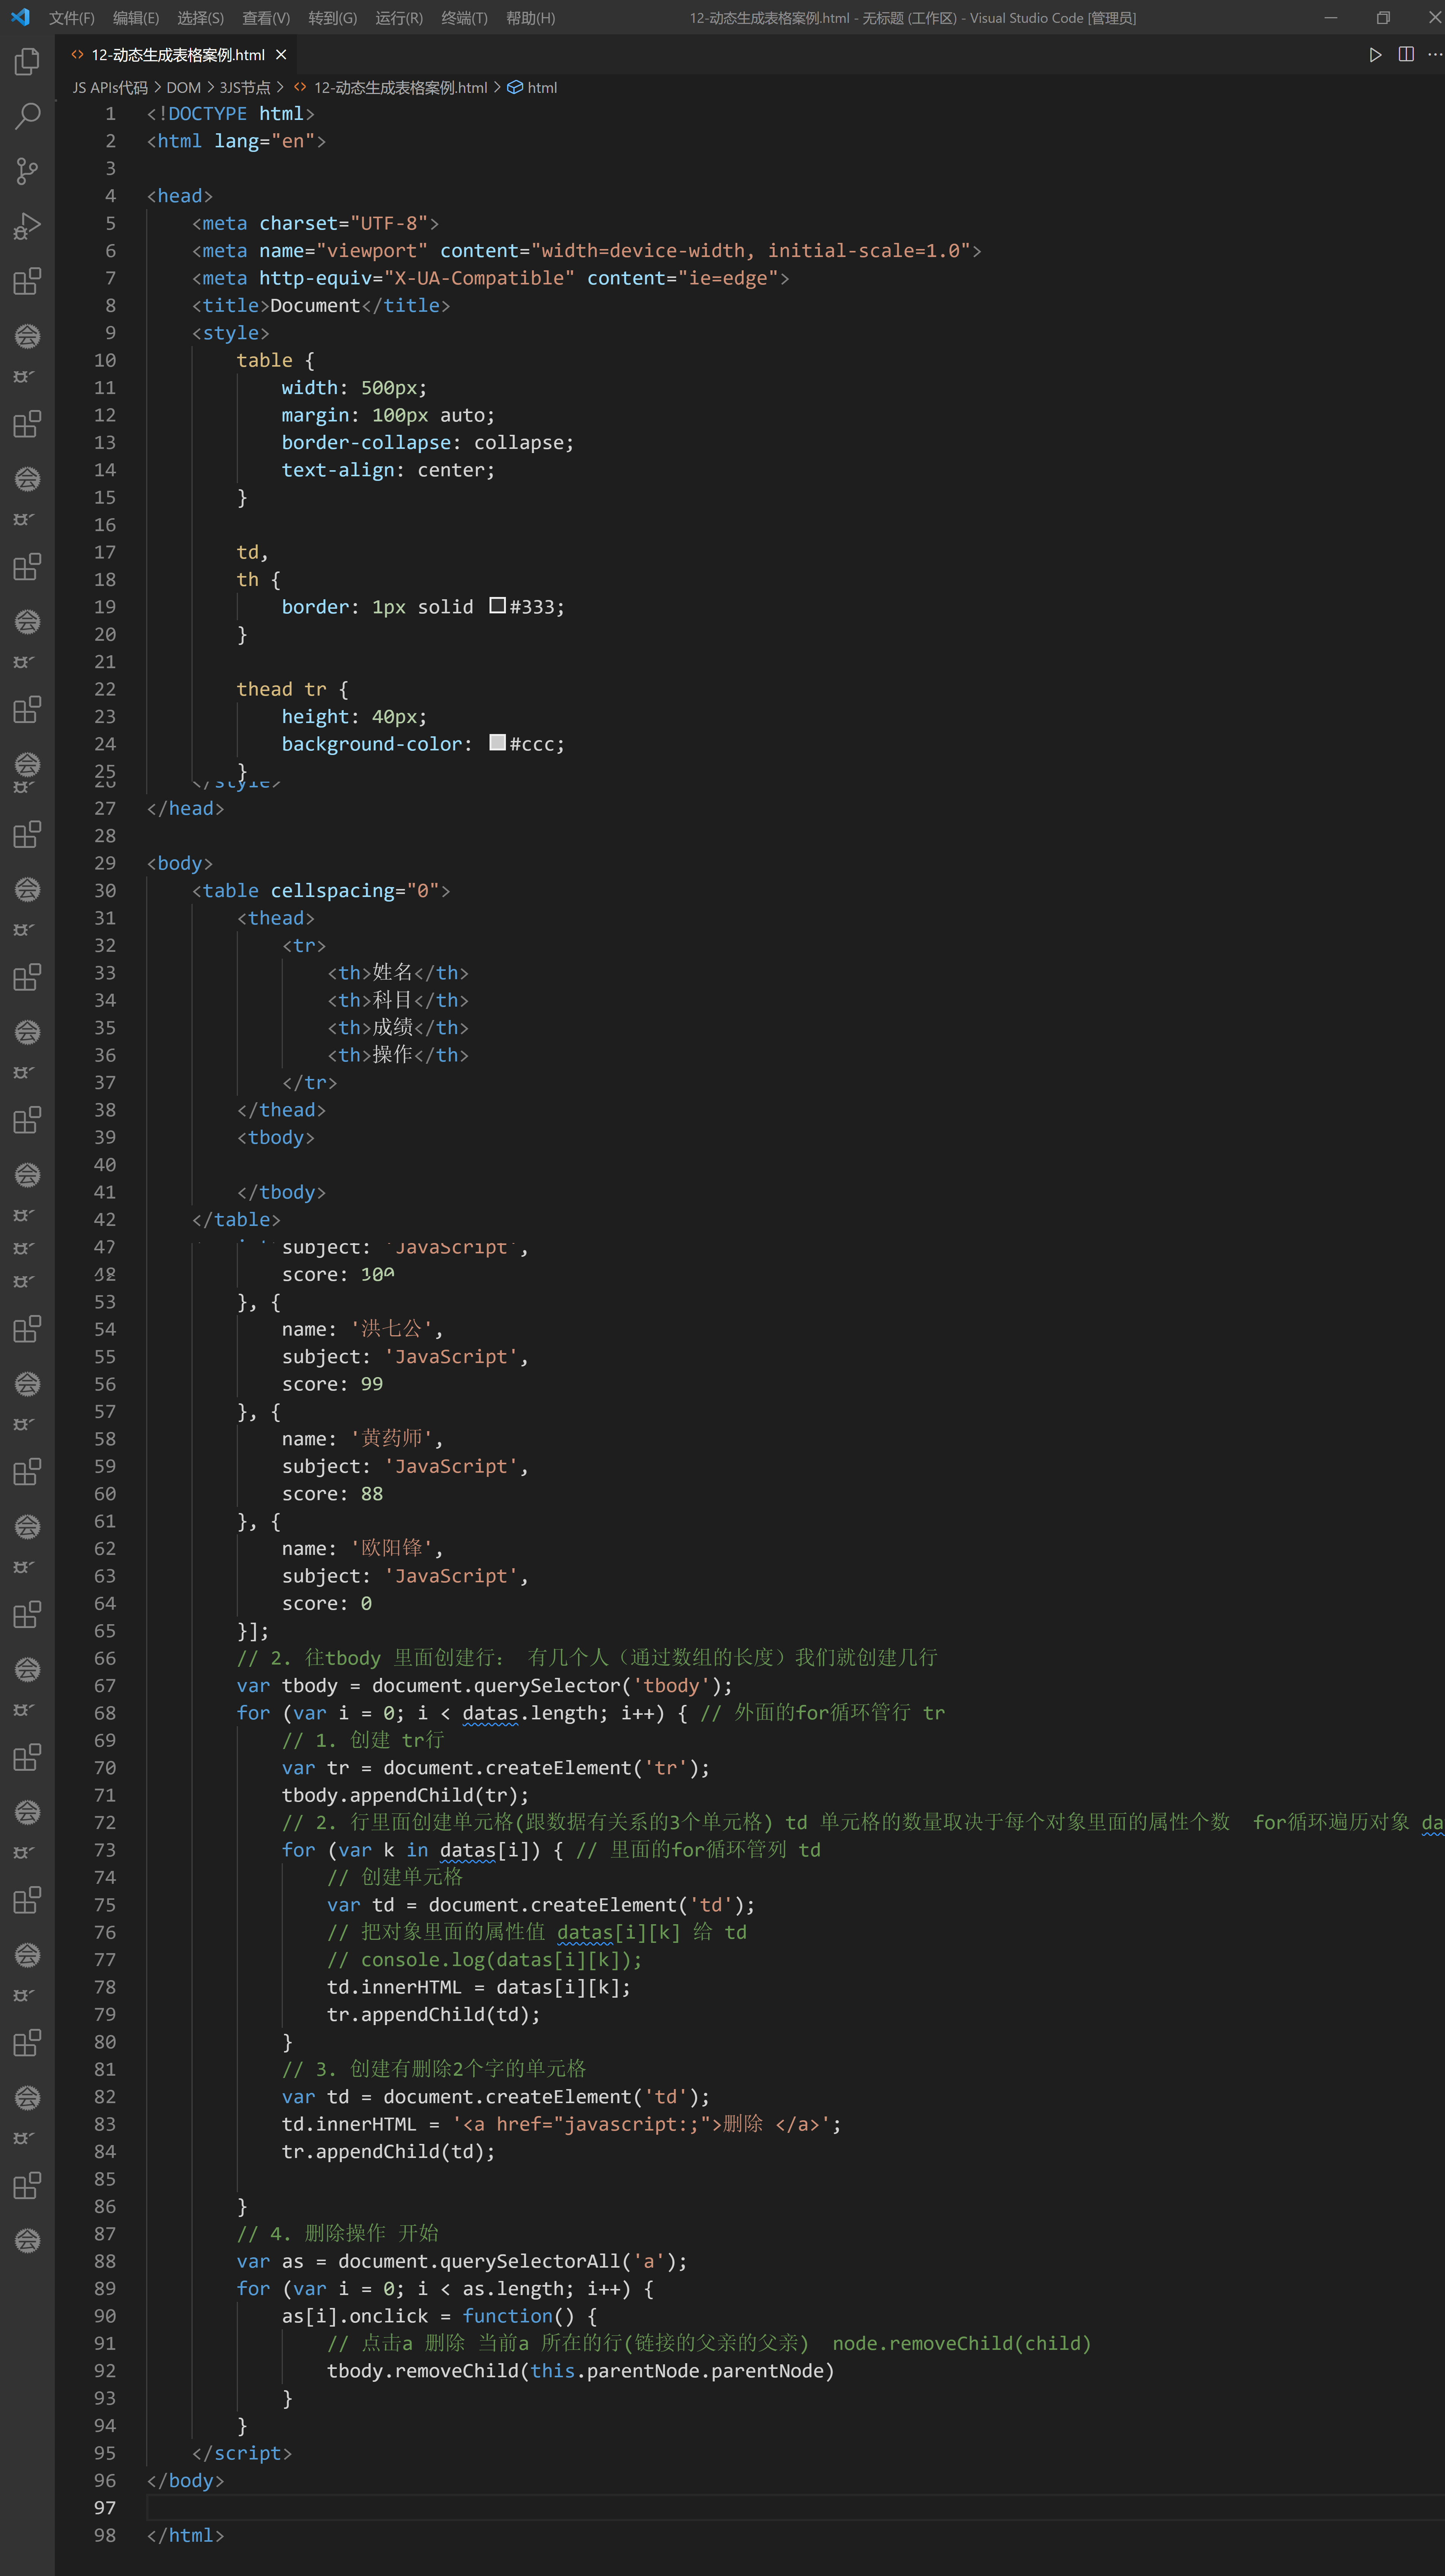 文件(F) 编辑(E) 选择(S) 查看(V) 转到(G) 运行(R) 终端(T) 帮助(H) 12-动态生成表格案例.html - 无标题 (工作区) - Visual Studio Code [管理员]
12-动态生成表格案例.html
JS APIs代码 > DOM > 3JS节点 > 12-动态生成表格案例.html > html
1 <!DOCTYPE html>
2 <html lang="en">
3
4 <head>
5 <meta charset="UTF-8">
6 <meta name="viewport" content="width=device-width, initial-scale=1.0">
7 <meta http-equiv="X-UA-Compatible" content="ie=edge">
8 <title>Document</title>
9 <style>
10 table {
11 width: 500px;
12 margin: 100px auto;
13 border-collapse: collapse;
14 text-align: center;
15 }
16
17 td,
18 th {
19 border: 1px solid #333;
20 }
21
22 thead tr {
23 height: 40px;
24 background-color: #ccc;
25 }
26 </style>
27 </head>
28
29 <body>
30 <table cellspacing="0">
31 <thead>
32 <tr>
33 <th>姓名</th>
34 <th>科目</th>
35 <th>成绩</th>
36 <th>操作</th>
37 </tr>
38 </thead>
39 <tbody>
40
41 </tbody>
42 </table>
47 subject: 'JavaScript',
score: 100
53 }, {
54 name: '洪七公',
55 subject: 'JavaScript',
56 score: 99
57 }, {
58 name: '黄药师',
59 subject: 'JavaScript',
60 score: 88
61 }, {
62 name: '欧阳锋',
63 subject: 'JavaScript',
64 score: 0
65 }];
66 // 2. 往tbody 里面创建行： 有几个人（通过数组的长度）我们就创建几行
67 var tbody = document.querySelector('tbody');
68 for (var i = 0; i < datas.length; i++) { // 外面的for循环管行 tr
69 // 1. 创建 tr行
70 var tr = document.createElement('tr');
71 tbody.appendChild(tr);
72 // 2. 行里面创建单元格(跟数据有关系的3个单元格) td 单元格的数量取决于每个对象里面的属性个数  for循环遍历对象 da
73 for (var k in datas[i]) { // 里面的for循环管列 td
74 // 创建单元格
75 var td = document.createElement('td');
76 // 把对象里面的属性值 datas[i][k] 给 td
77 // console.log(datas[i][k]);
78 td.innerHTML = datas[i][k];
79 tr.appendChild(td);
80 }
81 // 3. 创建有删除2个字的单元格
82 var td = document.createElement('td');
83 td.innerHTML = '<a href="javascript:;">删除 </a>';
84 tr.appendChild(td);
85
86 }
87 // 4. 删除操作 开始
88 var as = document.querySelectorAll('a');
89 for (var i = 0; i < as.length; i++) {
90 as[i].onclick = function() {
91 // 点击a 删除 当前a 所在的行(链接的父亲的父亲)  node.removeChild(child)
92 tbody.removeChild(this.parentNode.parentNode)
93 }
94 }
95 </script>
96 </body>
97
98 </html>